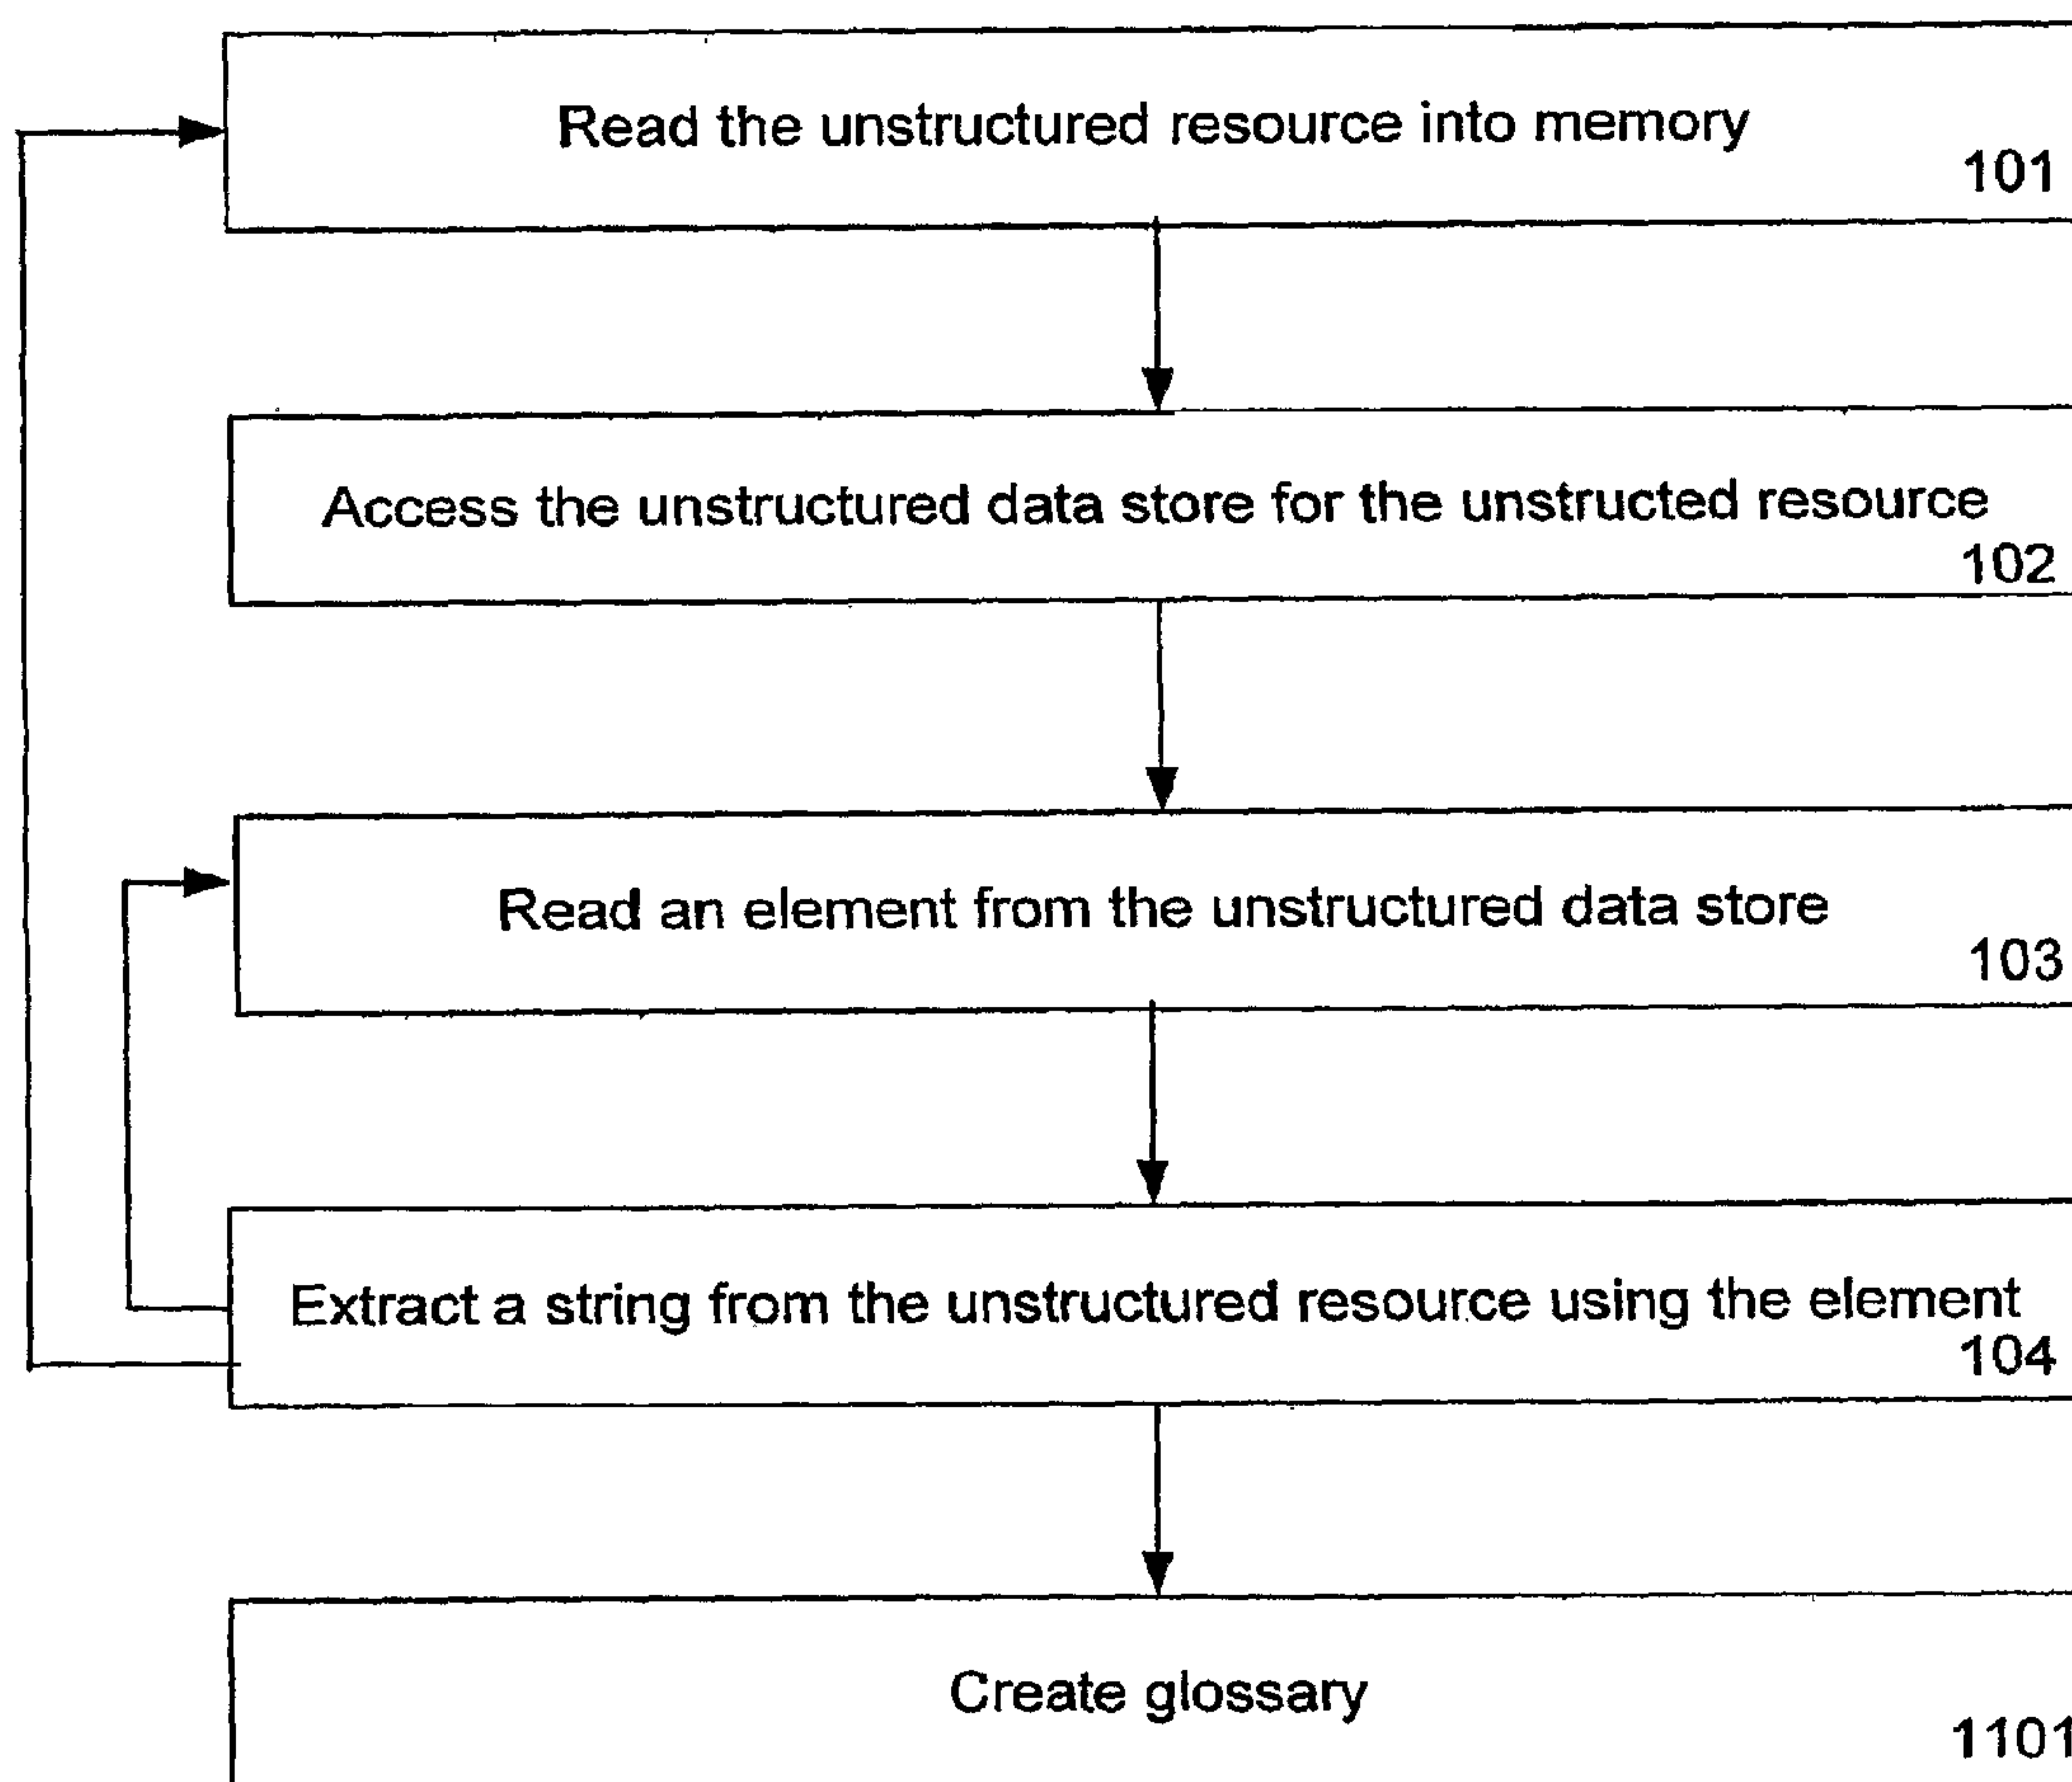 Read the unstructured resource into memory
101
Access the unstructured data store for the unstructed resource
102
Read an element from the unstructured data store
103
Extract a string from the unstructured resource using the element
104
Create glossary
1101